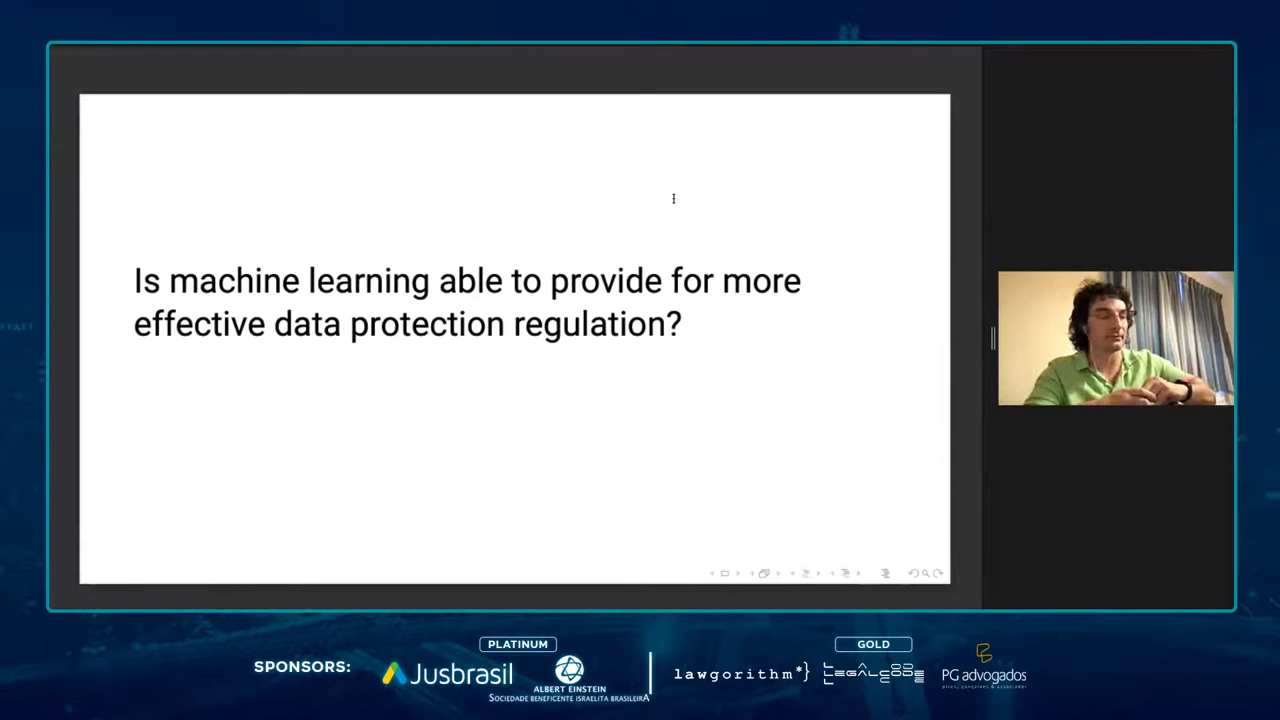 Is machine learning able to provide for more
effective data protection regulation?
SPONSORS:
PLATINUM
Jusbrasil
ALBERT EINSTEIN
SOCIEDADE BENEFICENTE ISRAELITA BRASILEIRA
GOLD
lawgorithm*}
LEGALCODE
PG advogados